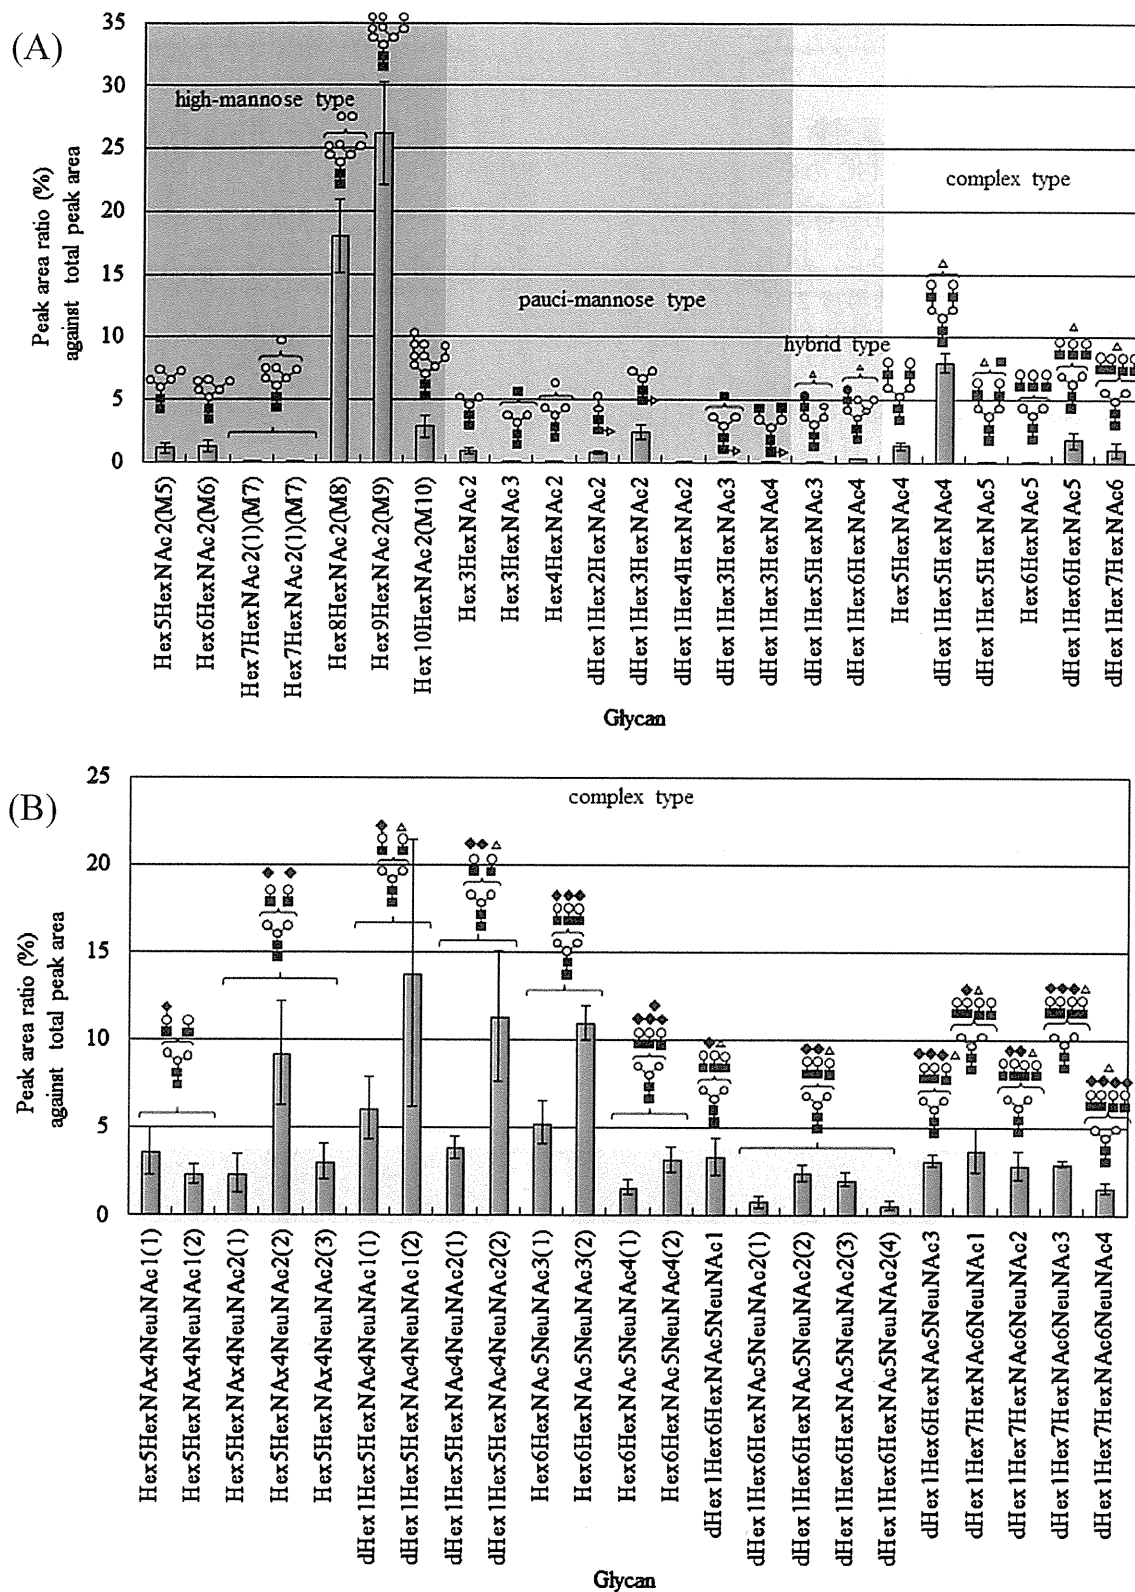 (A)
Peak area ratio (%)
against total peak area
35
30
25
20
15
10
5
0
high-mannose type
pauci-mannose type
hybrid type
complex type
Hex5HexNAc2(M5)
Hex6HexNAc2(M6)
Hex7HexNAc2(1)(M7)
Hex7HexNAc2(1)(M7)
Hex8HexNAc2(M8)
Hex9HexNAc2(M9)
Hex10HexNAc2(M10)
Hex3HexNAc2
Hex3HexNAc3
Hex4HexNAc2
dHex1Hex2HexNAc2
dHex1Hex3HexNAc2
dHex1Hex4HexNAc2
dHex1Hex3HexNAc3
dHex1Hex3HexNAc4
dHex1Hex5HexNAc3
dHex1Hex6HexNAc4
Hex5HexNAc4
dHex1Hex5HexNAc4
dHex1Hex5HexNAc5
Hex6HexNAc5
dHex1Hex6HexNAc5
dHex1Hex7HexNAc6
Glycan
(B)
Peak area ratio (%)
against total peak area
25
20
15
10
5
0
complex type
Hex5HexNAx4NeuNAc1(1)
Hex5HexNAx4NeuNAc1(2)
Hex5HexNAx4NeuNAc2(1)
Hex5HexNAx4NeuNAc2(2)
Hex5HexNAx4NeuNAc2(3)
dHex1Hex5HexNAc4NeuNAc1(1)
dHex1Hex5HexNAc4NeuNAc1(2)
dHex1Hex5HexNAc4NeuNAc2(1)
dHex1Hex5HexNAc4NeuNAc2(2)
Hex6HexNAc5NeuNAc3(1)
Hex6HexNAc5NeuNAc3(2)
Hex6HexNAc5NeuNAc4(1)
Hex6HexNAc5NeuNAc4(2)
dHex1Hex6HexNAc5NeuNAc1
dHex1Hex6HexNAc5NeuNAc2(1)
dHex1Hex6HexNAc5NeuNAc2(2)
dHex1Hex6HexNAc5NeuNAc2(3)
dHex1Hex6HexNAc5NeuNAc2(4)
dHex1Hex6HexNAc5NeuNAc3
dHex1Hex7HexNAc6NeuNAc1
dHex1Hex7HexNAc6NeuNAc2
dHex1Hex7HexNAc6NeuNAc3
dHex1Hex7HexNAc6NeuNAc4
Glycan